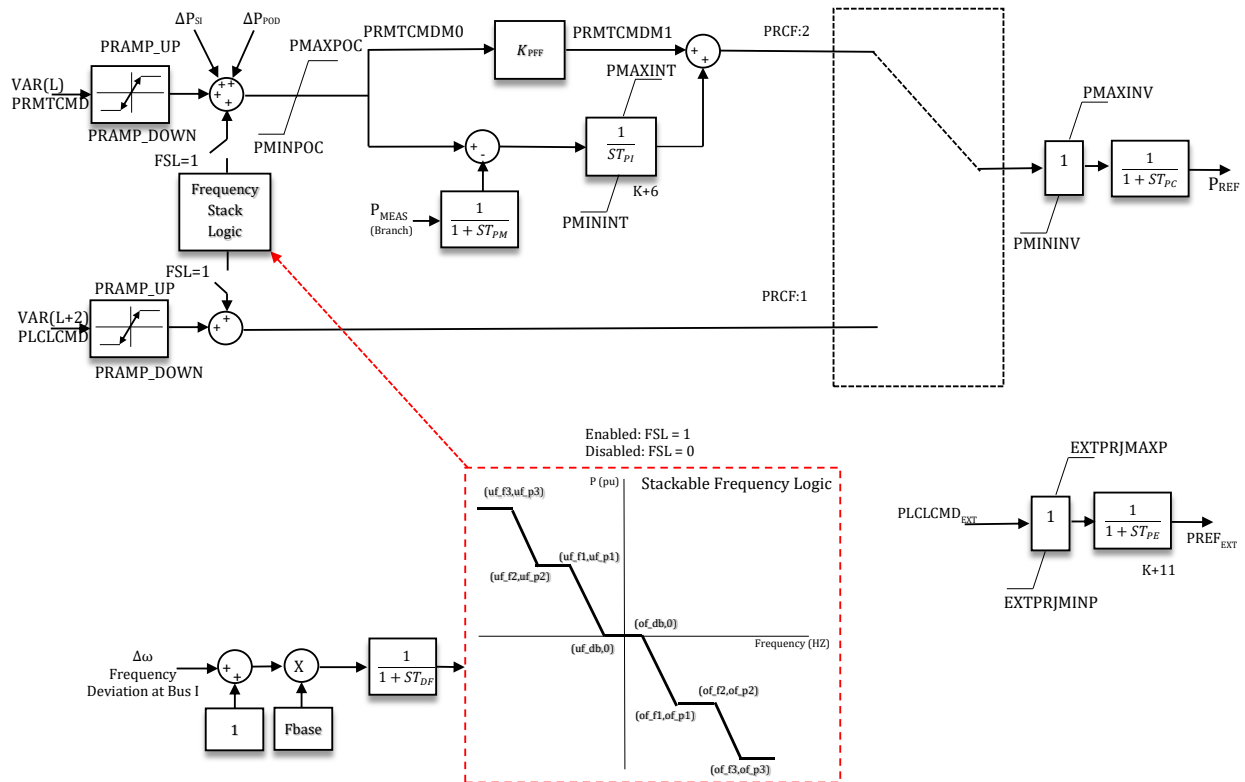 ΔP_SI
ΔP_POD
PRAMP_UP
VAR(L)
PRMTCMD
PRAMP_DOWN
++
+
+
PMAXPOC
PMINPOC
PRMTCMDM0
K_PFF
PRMTCMDM1
+
+
PRCF:2
PMAXINT
1
ST_PI
K+6
PMININT
+
-
P_MEAS
(Branch)
1
1 + ST_PM
PMAXINV
1
PMININV
1
1 + ST_PC
P_REF
FSL=1
Frequency
Stack
Logic
FSL=1
PRAMP_UP
VAR(L+2)
PLCLCMD
PRAMP_DOWN
+
+
PRCF:1
Enabled: FSL = 1
Disabled: FSL = 0
P (pu)
Stackable Frequency Logic
(uf_f3,uf_p3)
(uf_f1,uf_p1)
(uf_f2,uf_p2)
(of_db,0)
(uf_db,0)
Frequency (HZ)
(of_f2,of_p2)
(of_f1,of_p1)
(of_f3,of_p3)
EXTPRJMAXP
PLCLCMD_EXT
1
1
1 + ST_PE
PREF_EXT
K+11
EXTPRJMINP
Δω
Frequency
Deviation at Bus I
+
+
X
1
1 + ST_DF
1
Fbase